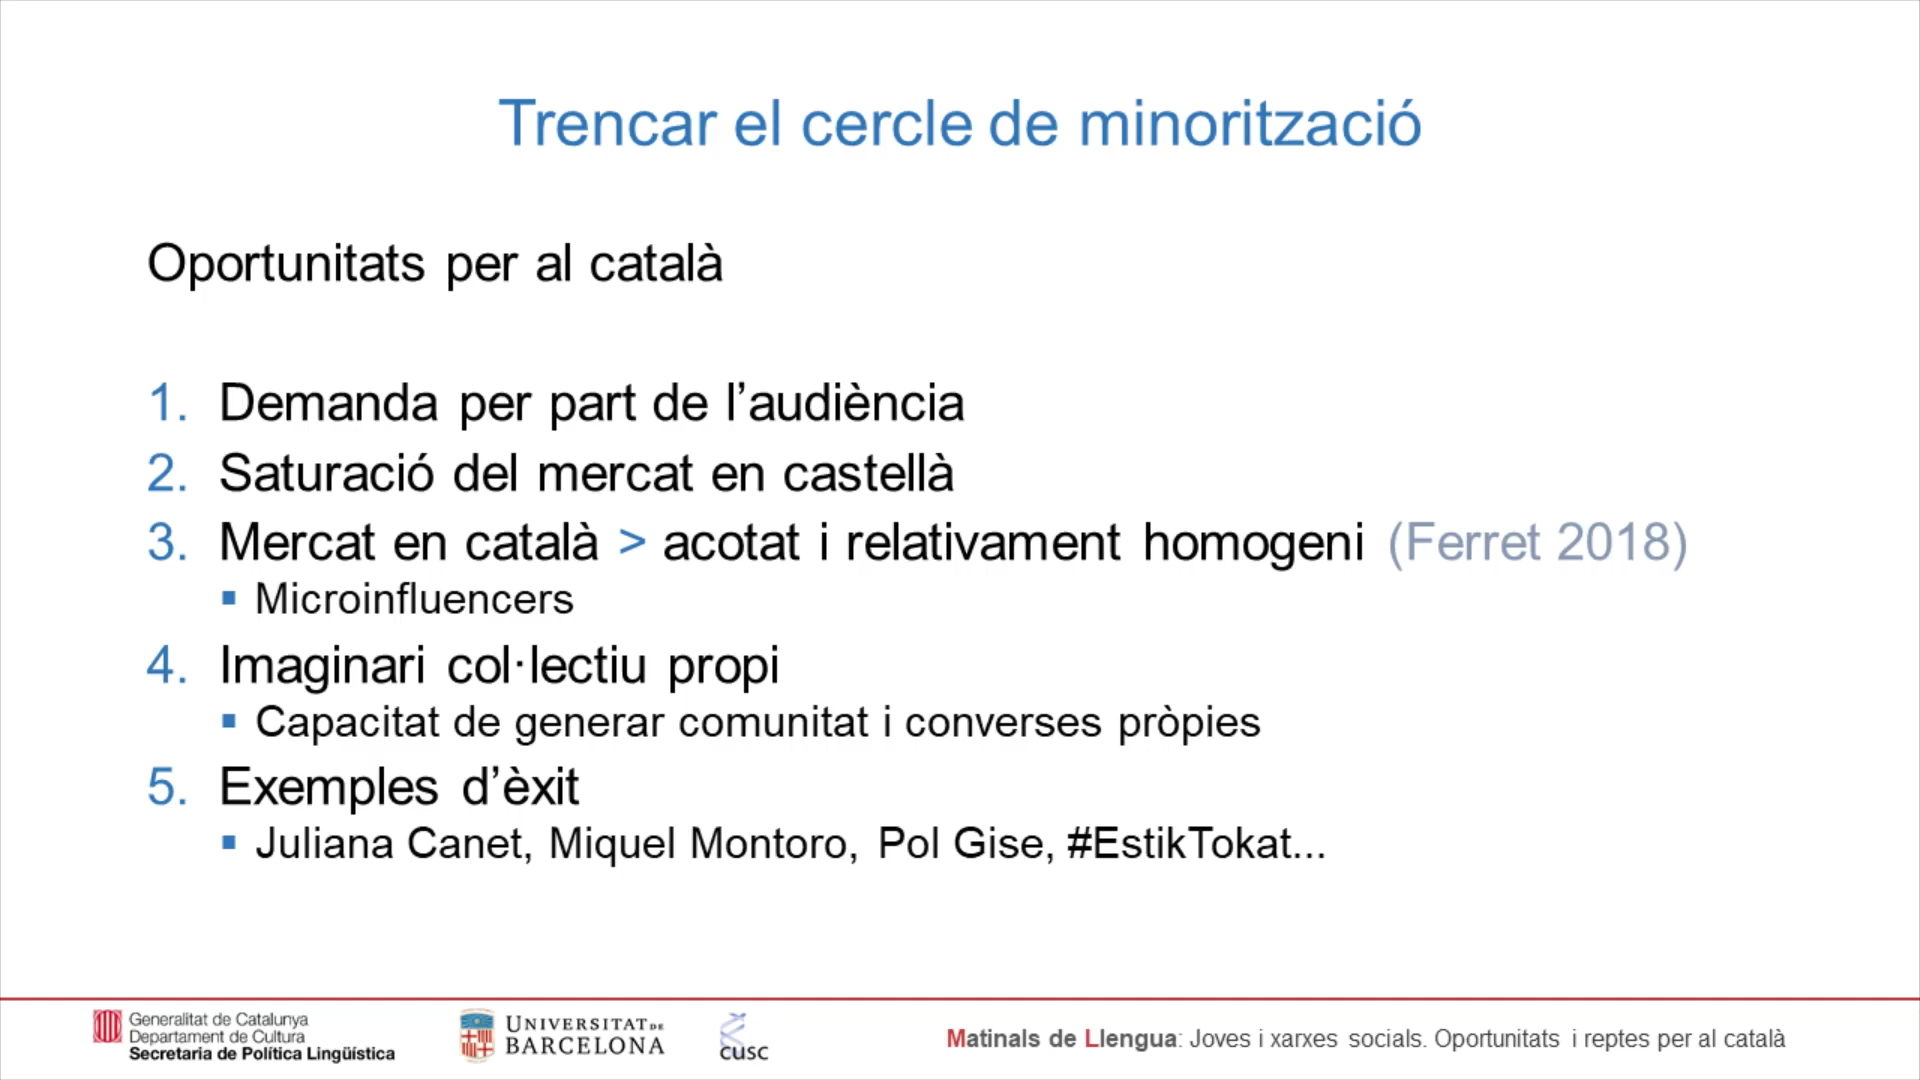 Trencar el cercle de minorització
Oportunitats per al català
1. Demanda per part de l’audiència
2. Saturació del mercat en castellà
3. Mercat en català > acotat i relativament homogeni (Ferret 2018)
▪ Microinfluencers
4. Imaginari col·lectiu propi
▪ Capacitat de generar comunitat i converses pròpies
5. Exemples d’èxit
▪ Juliana Canet, Miquel Montoro, Pol Gise, #EstikTokat...
Generalitat de Catalunya
Departament de Cultura
Secretaria de Política Lingüística
UNIVERSITAT DE
BARCELONA
CUSC
Matinals de Llengua: Joves i xarxes socials. Oportunitats i reptes per al català